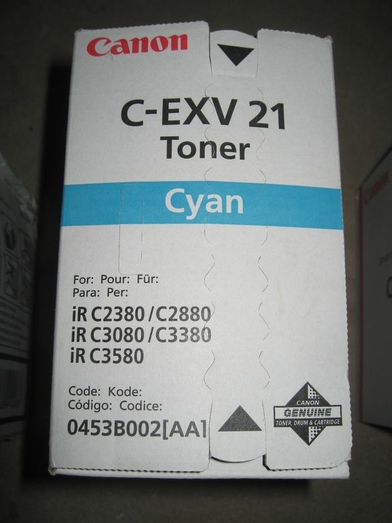 Canon
C-EXV 21
Toner
Cyan
For: Pour: Für:
Para: Per:
iR C2380 / C2880
iR C3080 / C3380
iR C3580
Code: Kode:
Código: Codice:
0453B002[AA]
CANON
GENUINE
TONER, DRUM & CARTRIDGE